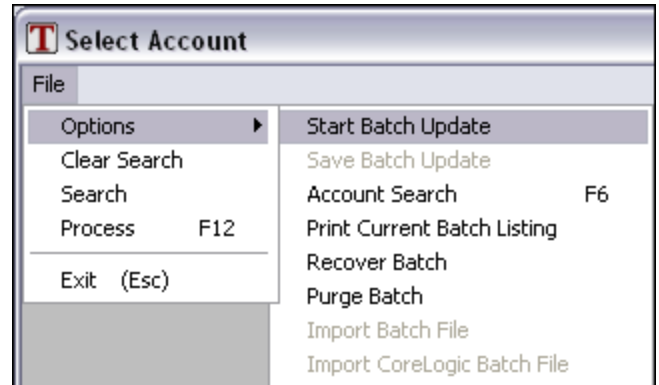 T Select Account
File
Options
Clear Search
Search
Process F12
Exit (Esc)
Start Batch Update
Save Batch Update
Account Search F6
Print Current Batch Listing
Recover Batch
Purge Batch
Import Batch File
Import CoreLogic Batch File